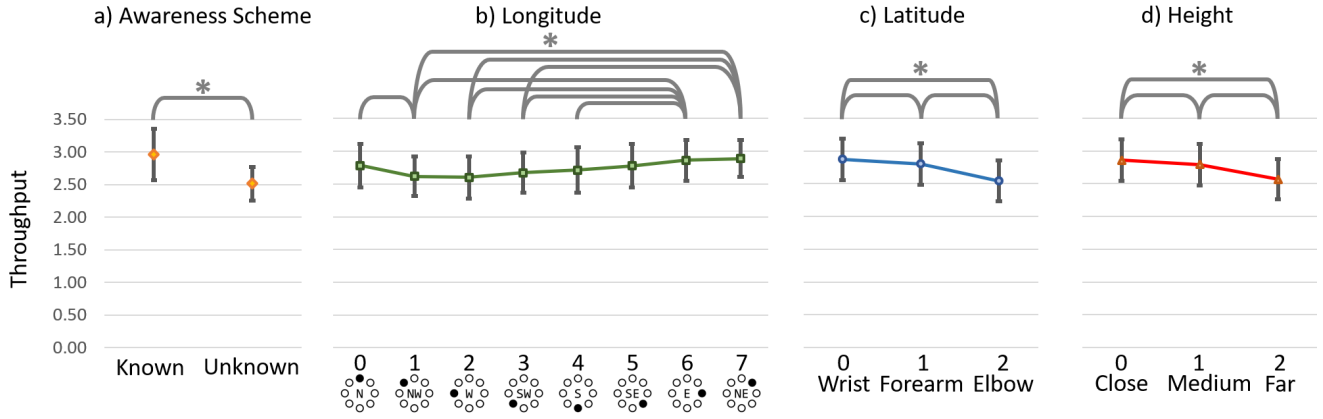 a) Awareness Scheme
b) Longitude
c) Latitude
d) Height
*
*
*
*
Throughput
3.50
3.00
2.50
2.00
1.50
1.00
0.50
0.00
Known Unknown
0 1 2 3 4 5 6 7
N NW W SW S SE E NE
0 1 2
Wrist Forearm Elbow
0 1 2
Close Medium Far